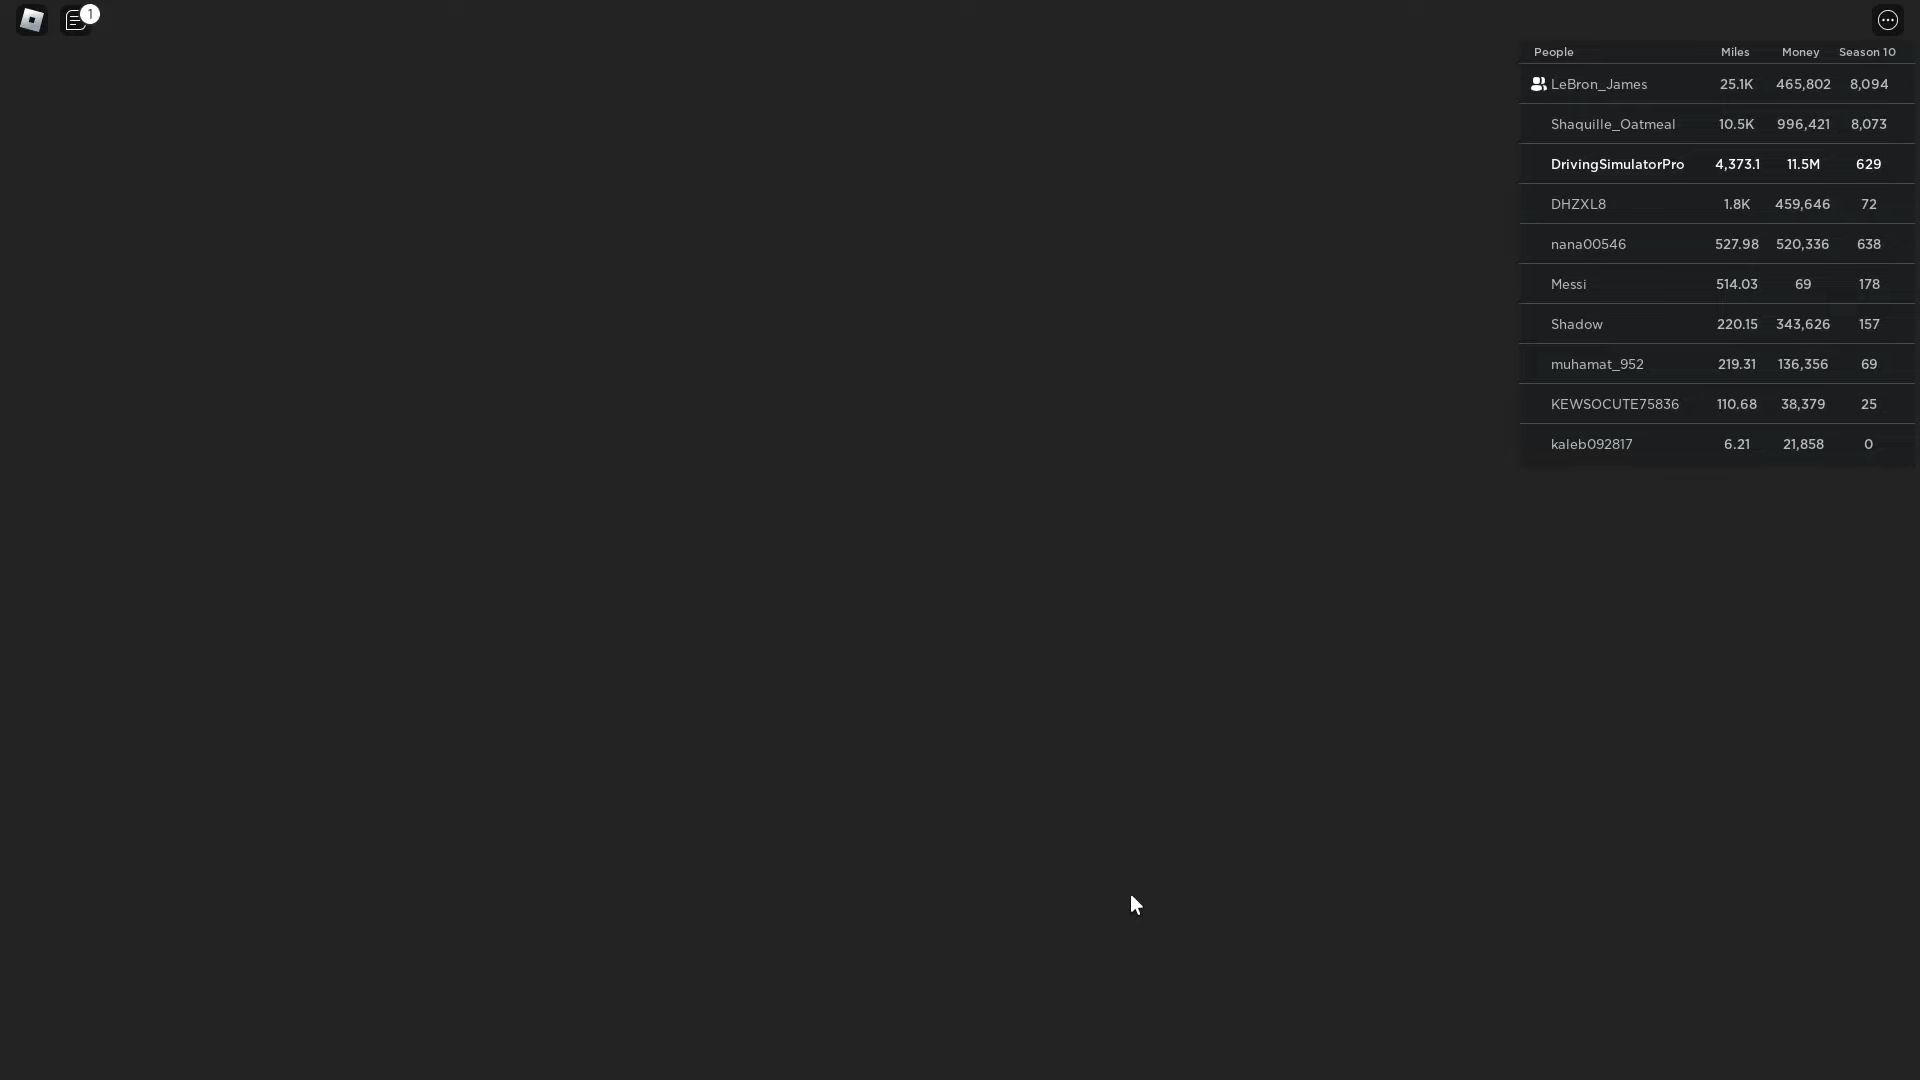 1
People Miles Money Season 10
LeBron_James 25.1K 465,802 8,094
Shaquille_Oatmeal 10.5K 996,421 8,073
DrivingSimulatorPro 4,373.1 11.5M 629
DHZXL8 1.8K 459,646 72
nana00546 527.98 520,336 638
Messi 514.03 69 178
Shadow 220.15 343,626 157
muhamat_952 219.31 136,356 69
KEWSOCUTE75836 110.68 38,379 25
kaleb092817 6.21 21,858 0